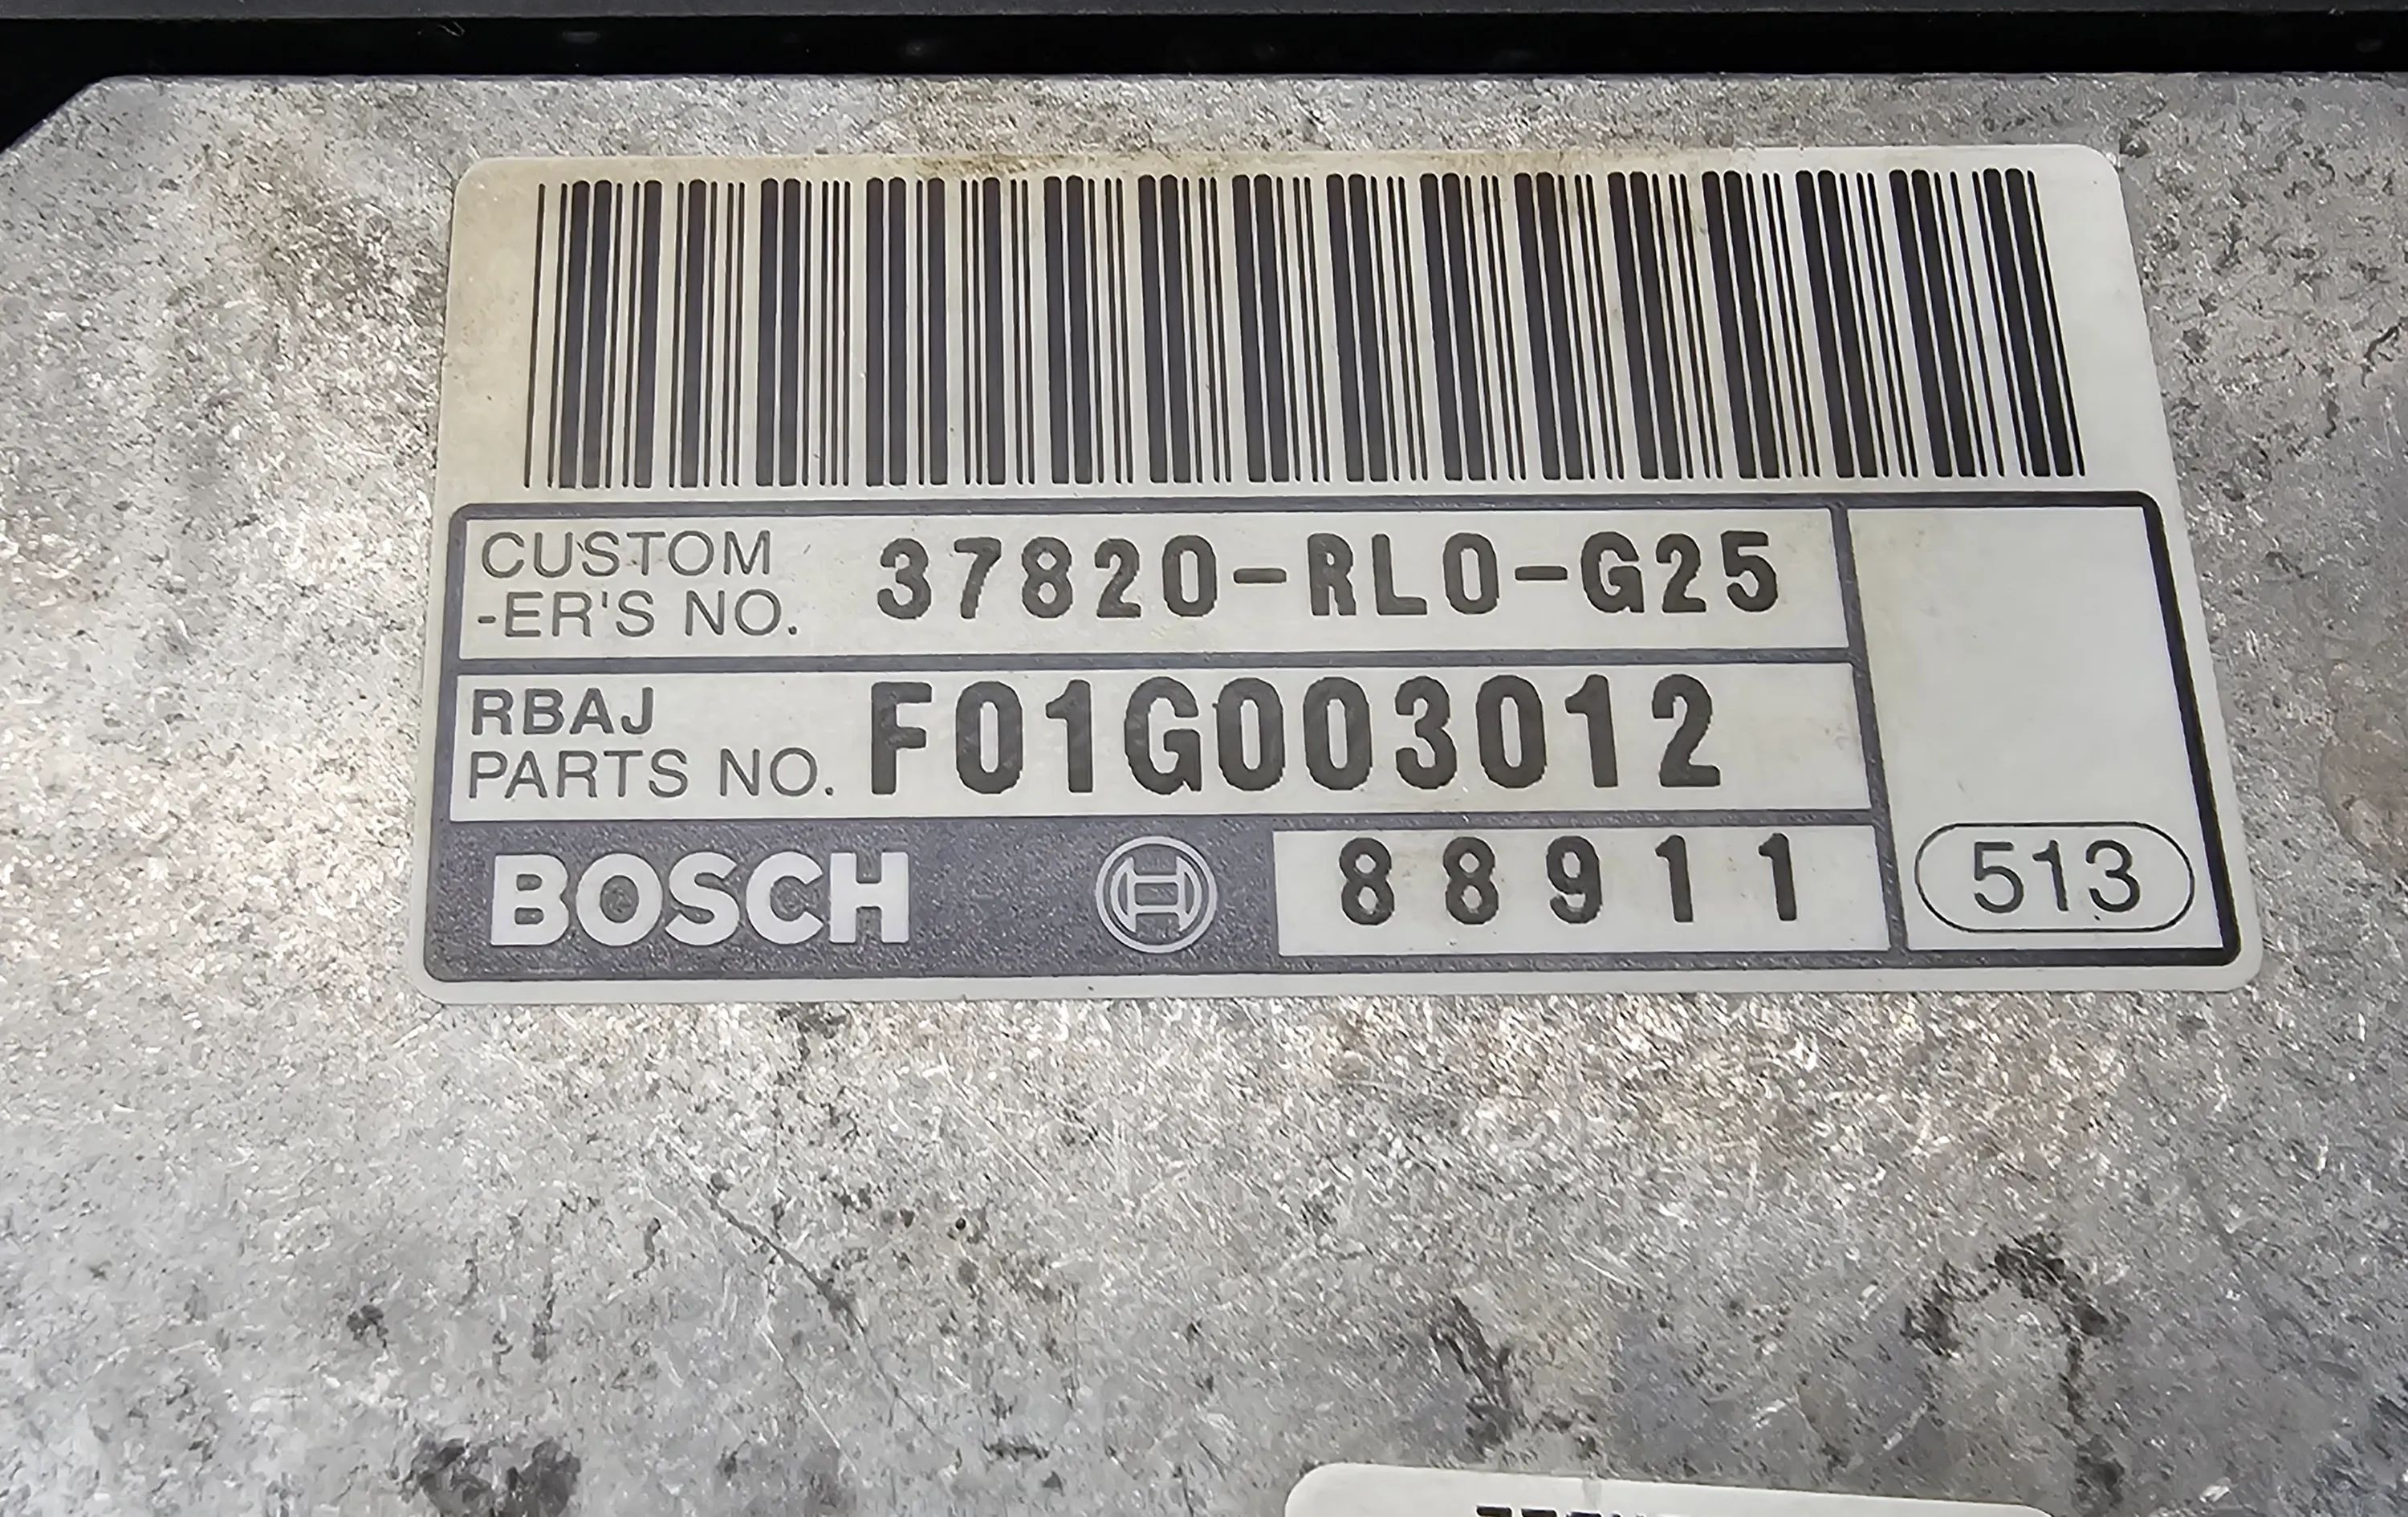 CUSTOM
-ER'S NO. 37820-RL0-G25
RBAJ
PARTS NO. F01G003012
BOSCH 88911 513